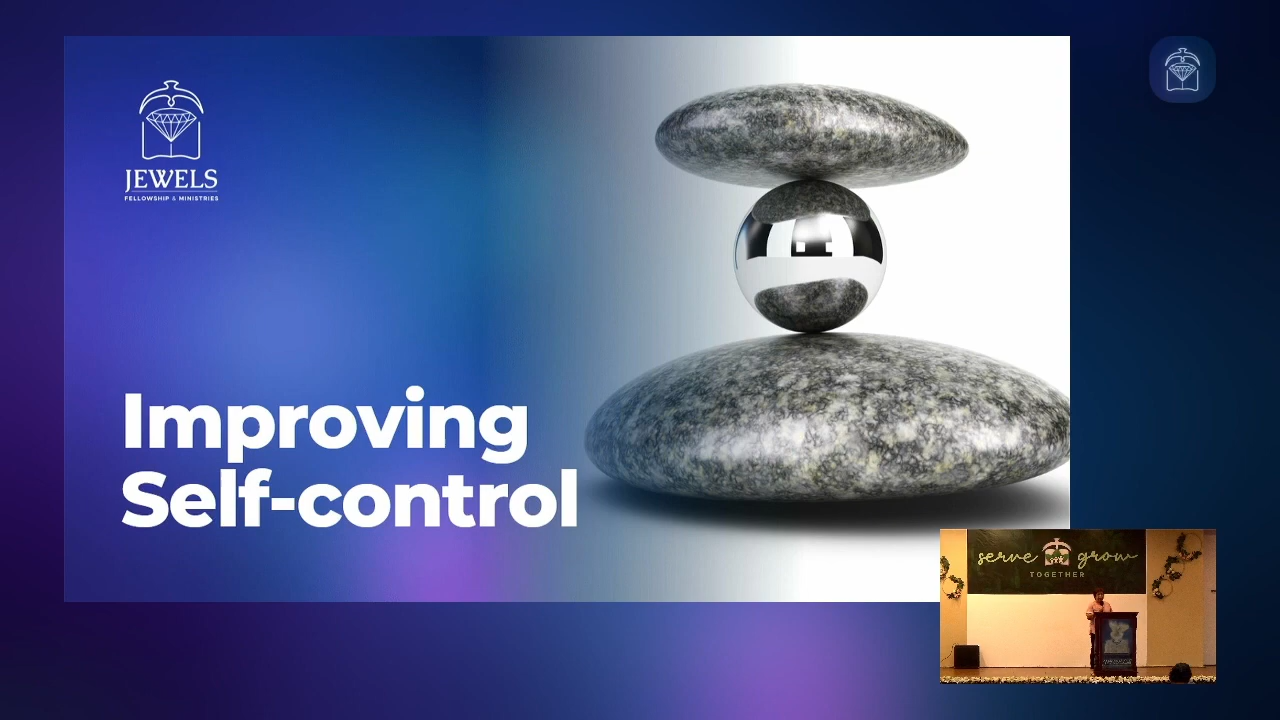 JEWELS
FELLOWSHIP & MINISTRIES
Improving
Self-control
serve grow
TOGETHER